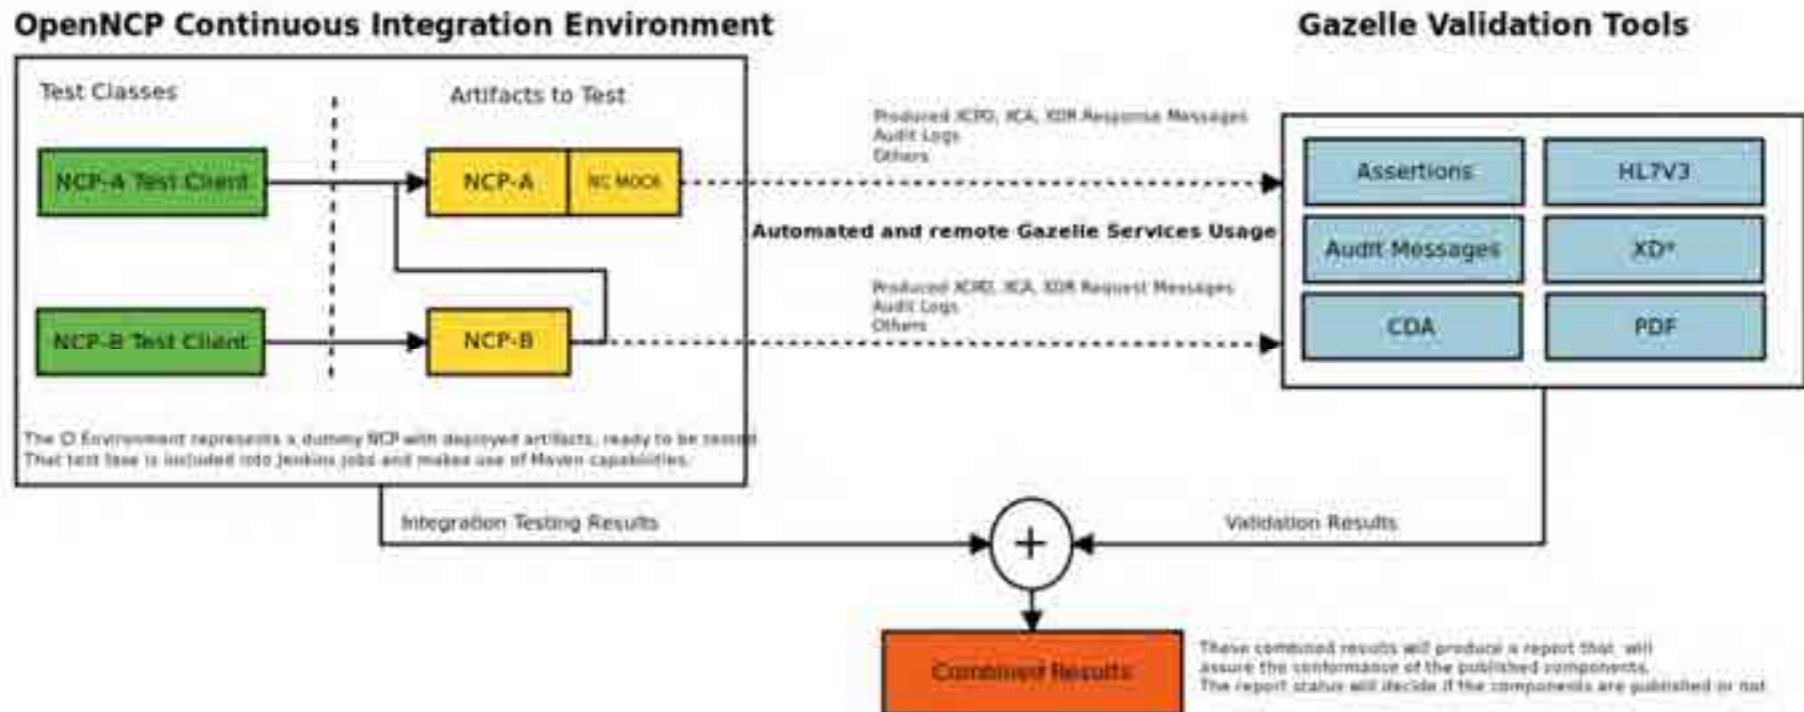 OpenNCP Continuous Integration Environment
Gazelle Validation Tools
Test Classes
Artifacts to Test
NCP-A Test Client
NCP-A
NC MOCK
NCP-B Test Client
NCP-B
The CI Environment represents a dummy NCP with deployed artifacts, ready to be tested
That test base is included into Jenkins jobs and makes use of Maven capabilities.
Produced XCPD, XCA, XDR Response Messages
Audit Logs
Others
Automated and remote Gazelle Services Usage
Produced XCPD, XCA, XDR Request Messages
Audit Logs
Others
Assertions
HL7V3
Audit Messages
XD*
CDA
PDF
Integration Testing Results
+
Validation Results
Combined Results
These combined results will produce a report that will
assure the conformance of the published components.
The report status will decide if the components are published or not